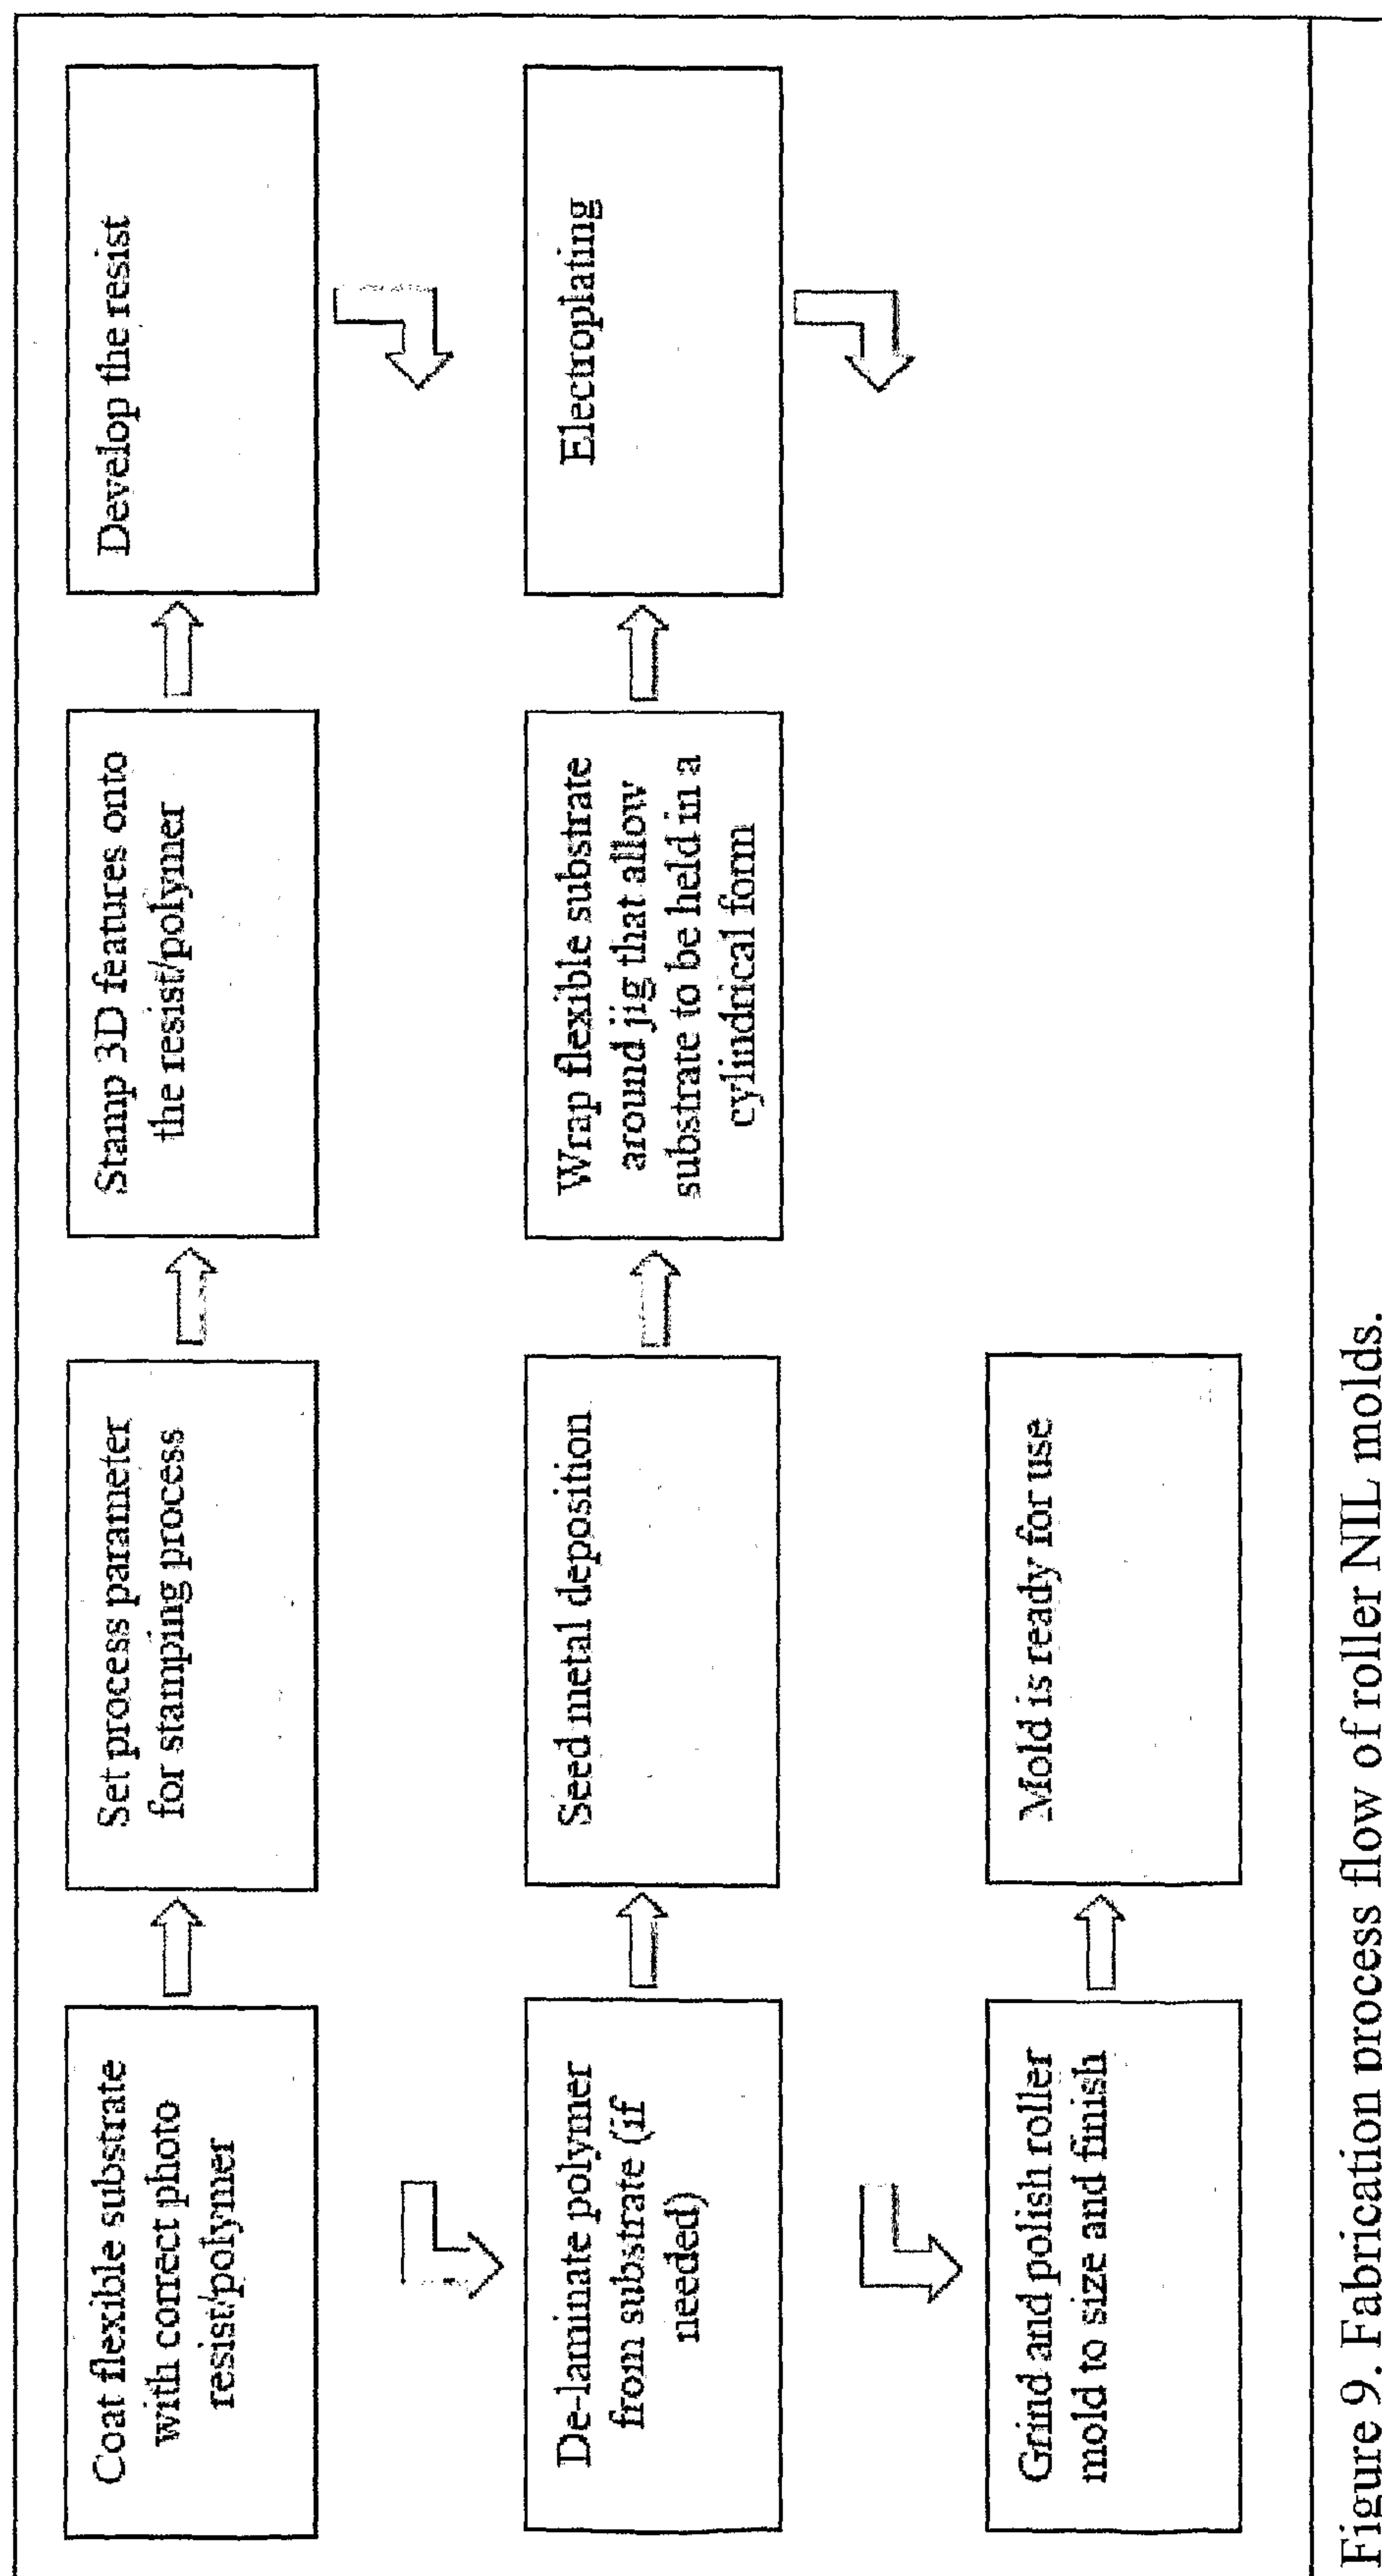 Coat flexible substrate
with correct photo
resist/polymer
Set process parameter
for stamping process
Stamp 3D features onto
the resist/polymer
Develop the resist
De-laminate polymer
from substrate (if
needed)
Seed metal deposition
Wrap flexible substrate
around jig that allow
substrate to be held in a
cylindrical form
Electroplating
Grind and polish roller
mold to size and finish
Mold is ready for use
Figure 9. Fabrication process flow of roller NIL molds.